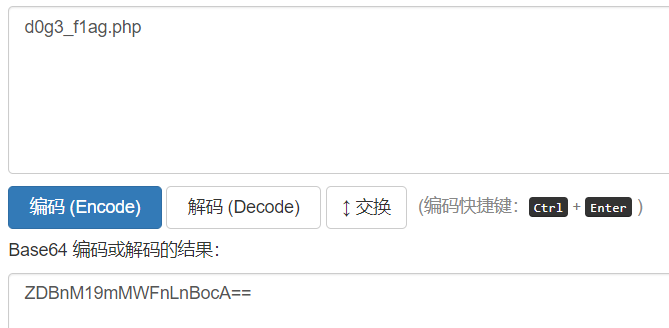 d0g3_f1ag.php
编码 (Encode) 解码 (Decode) ↕ 交换 (编码快捷键: Ctrl + Enter )
Base64 编码或解码的结果:
ZDBnM19mMWFnLnBocA==